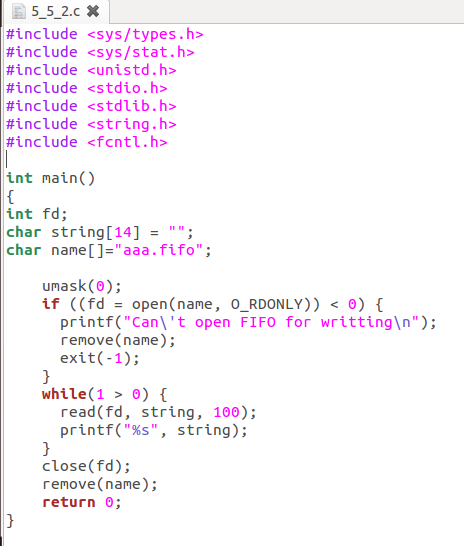 5_5_2.c
#include <sys/types.h>
#include <sys/stat.h>
#include <unistd.h>
#include <stdio.h>
#include <stdlib.h>
#include <string.h>
#include <fcntl.h>

int main()
{
int fd;
char string[14] = "";
char name[]="aaa.fifo";

    umask(0);
    if ((fd = open(name, O_RDONLY)) < 0) {
      printf("Can\'t open FIFO for writting\n");
      remove(name);
      exit(-1);
    }
    while(1 > 0) {
      read(fd, string, 100);
      printf("%s", string);
    }
    close(fd);
    remove(name);
    return 0;
}